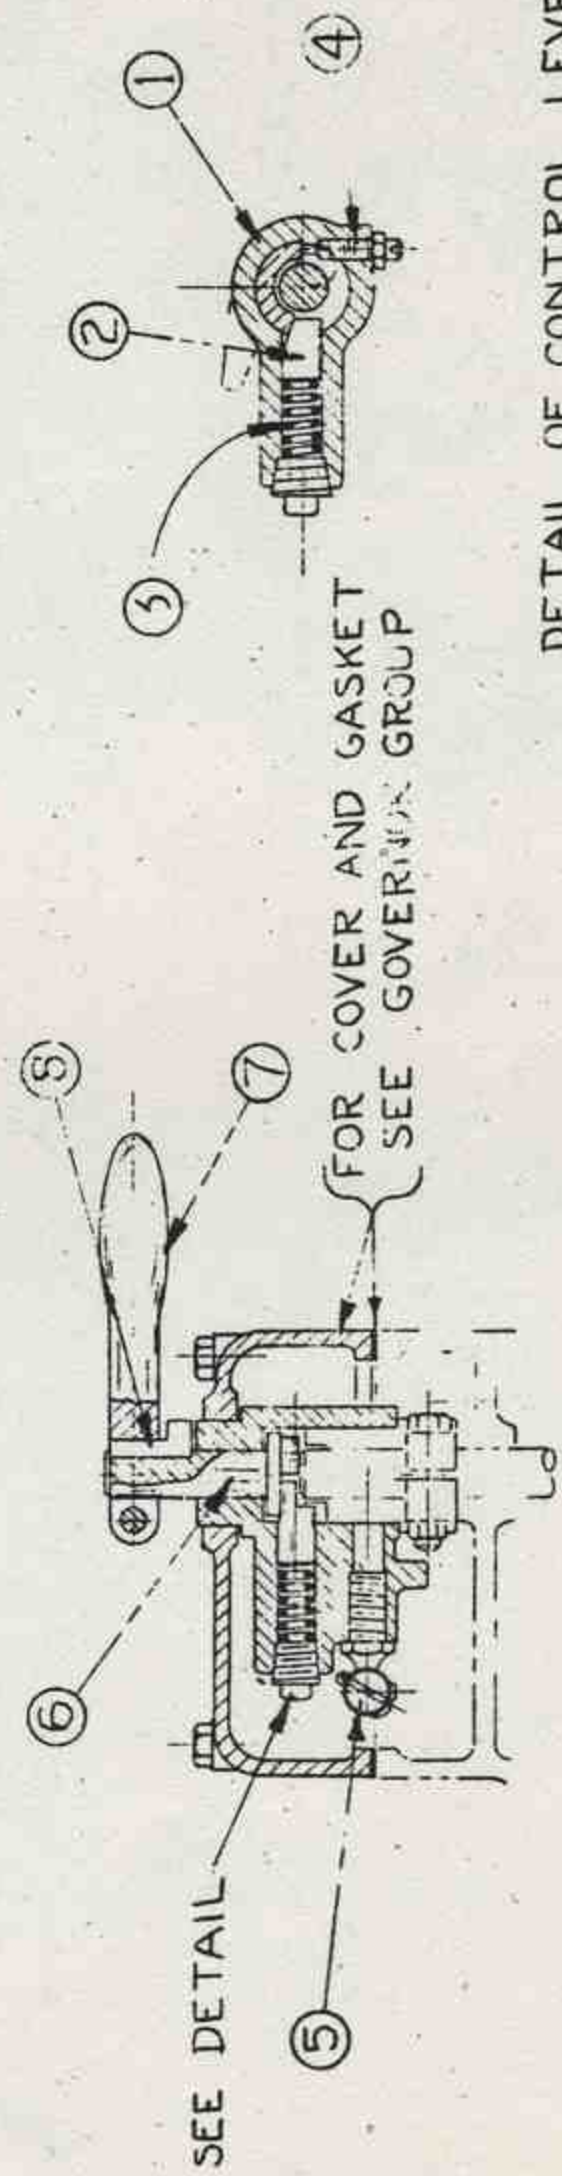 SEE DETAIL
5
6
8
7
FOR COVER AND GASKET
SEE GOVERNOR GROUP
3
2
1
4
DETAIL OF CONTROL